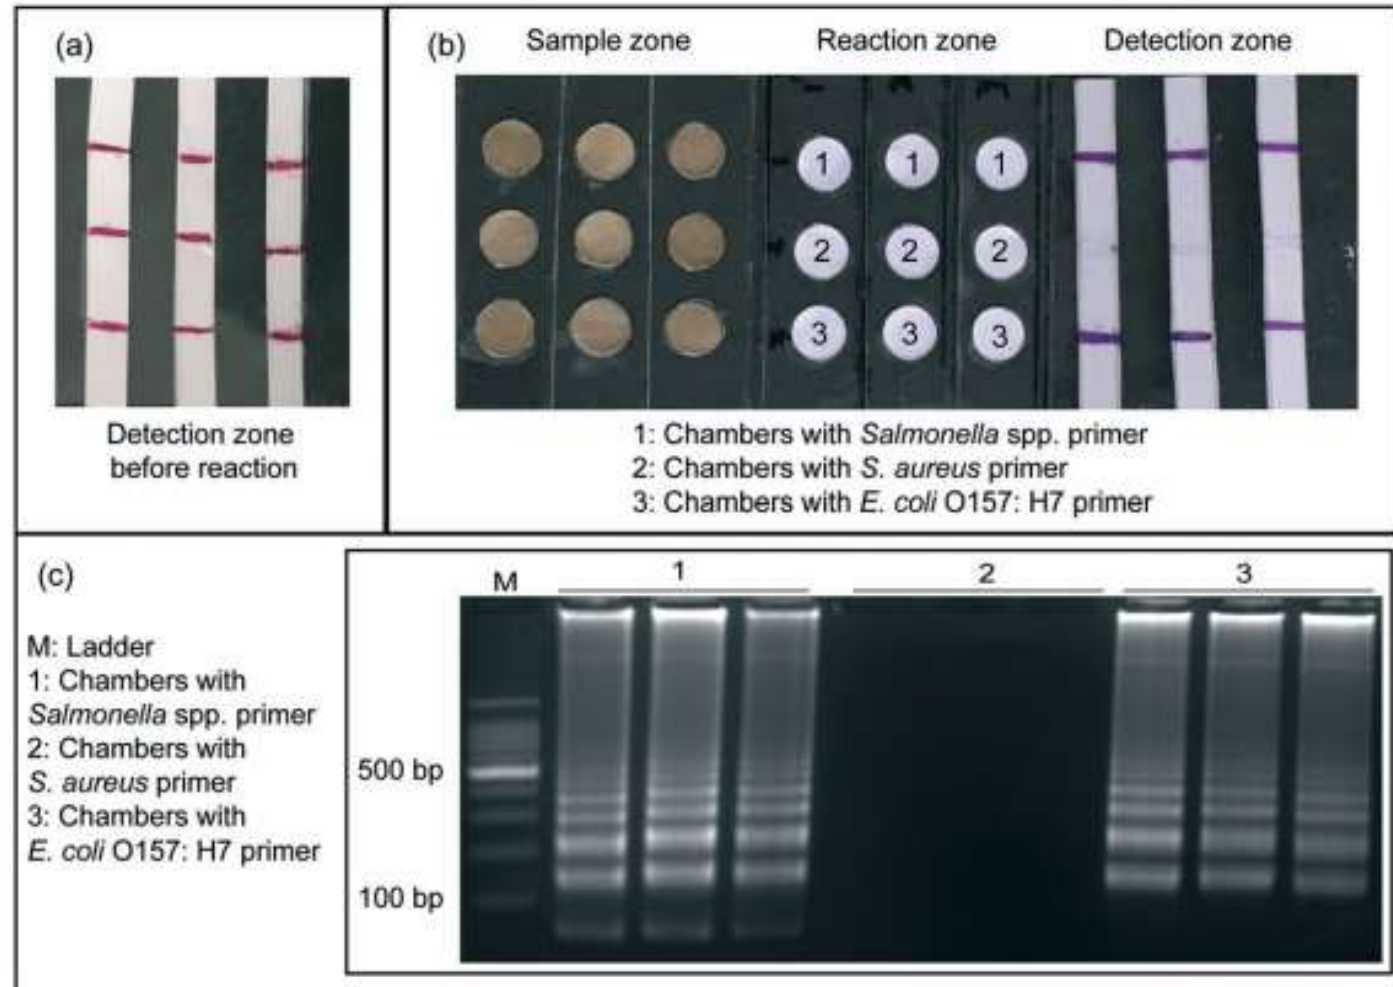 (a)
Detection zone
before reaction
(b)
Sample zone Reaction zone Detection zone
1 1 1
2 2 2
3 3 3
1: Chambers with Salmonella spp. primer
2: Chambers with S. aureus primer
3: Chambers with E. coli O157: H7 primer
(c)
M: Ladder
1: Chambers with
Salmonella spp. primer
2: Chambers with
S. aureus primer
3: Chambers with
E. coli O157: H7 primer
M 1 2 3
500 bp
100 bp